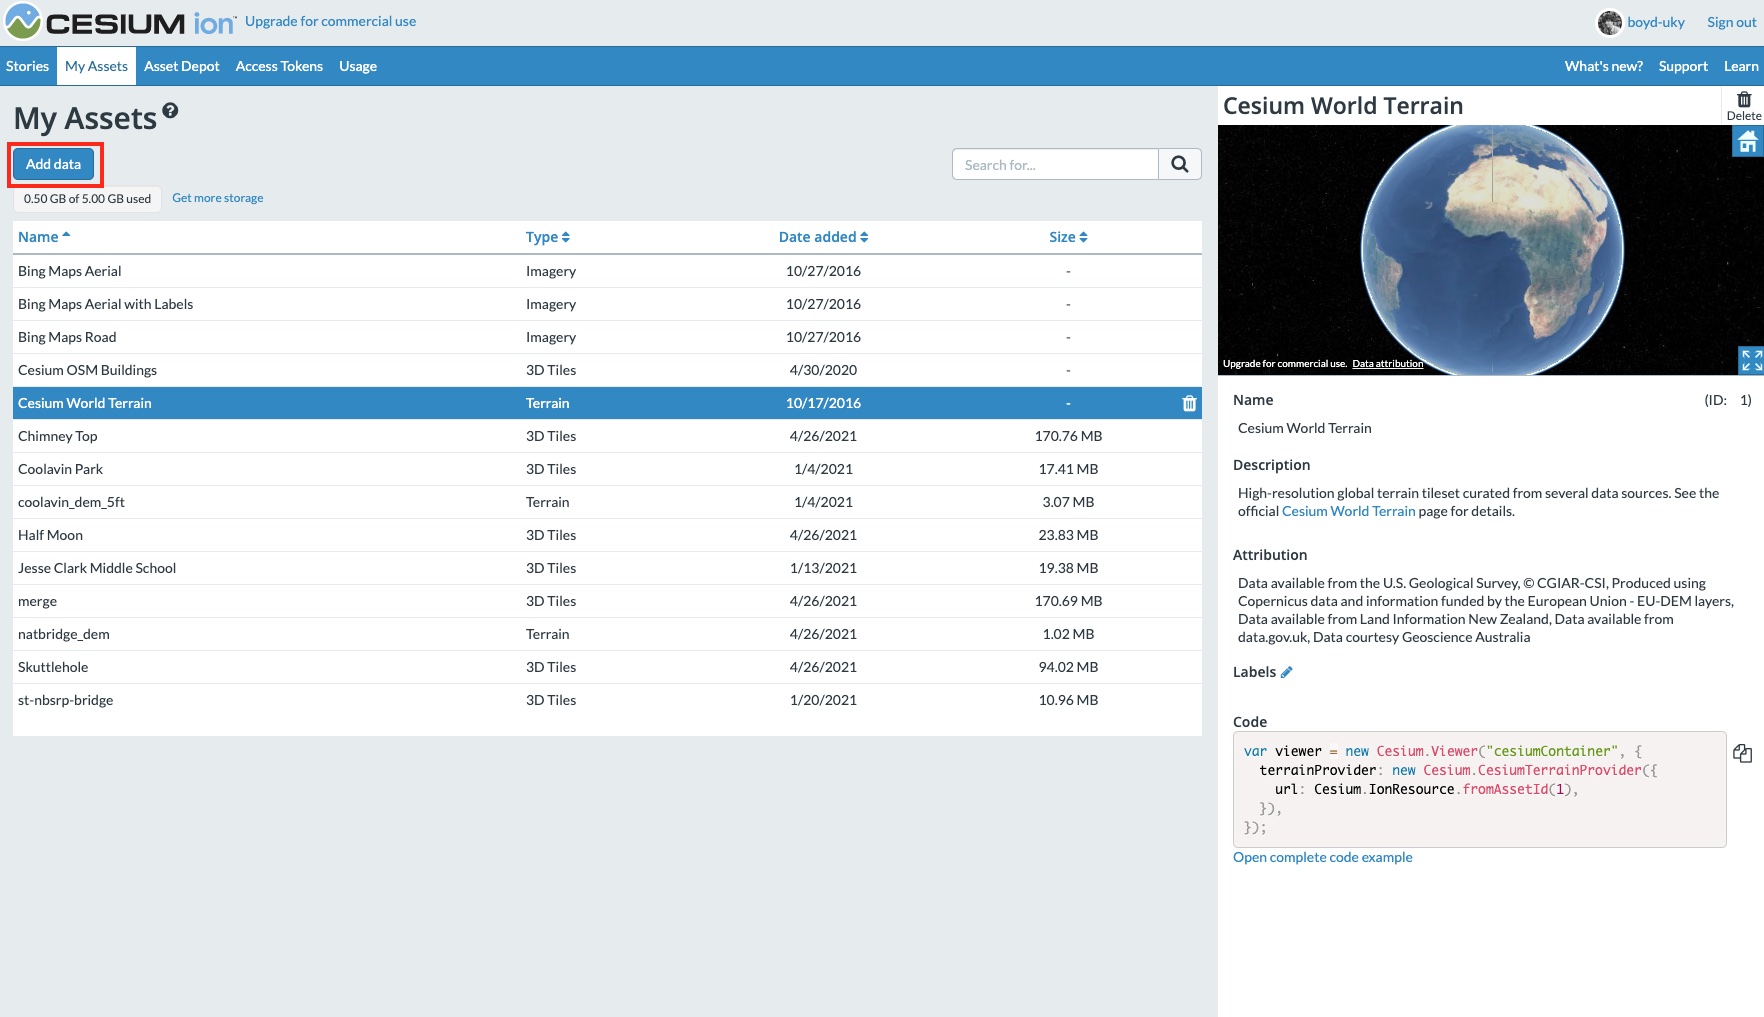 CESIUM ion Upgrade for commercial use boyd-uky Sign out
Stories My Assets Asset Depot Access Tokens Usage What's new? Support Learn
My Assets ?
Add data
Search for...
0.50 GB of 5.00 GB used Get more storage
Name Type Date added Size
Bing Maps Aerial Imagery 10/27/2016 -
Bing Maps Aerial with Labels Imagery 10/27/2016 -
Bing Maps Road Imagery 10/27/2016 -
Cesium OSM Buildings 3D Tiles 4/30/2020 -
Cesium World Terrain Terrain 10/17/2016 -
Chimney Top 3D Tiles 4/26/2021 170.76 MB
Coolavin Park 3D Tiles 1/4/2021 17.41 MB
coolavin_dem_5ft Terrain 1/4/2021 3.07 MB
Half Moon 3D Tiles 4/26/2021 23.83 MB
Jesse Clark Middle School 3D Tiles 1/13/2021 19.38 MB
merge 3D Tiles 4/26/2021 170.69 MB
natbridge_dem Terrain 4/26/2021 1.02 MB
Skuttlehole 3D Tiles 4/26/2021 94.02 MB
st-nbsrp-bridge 3D Tiles 1/20/2021 10.96 MB
Cesium World Terrain
Delete
Upgrade for commercial use. Data attribution
Name (ID: 1)
Cesium World Terrain
Description
High-resolution global terrain tileset curated from several data sources. See the
official Cesium World Terrain page for details.
Attribution
Data available from the U.S. Geological Survey, © CGIAR-CSI, Produced using
Copernicus data and information funded by the European Union - EU-DEM layers,
Data available from Land Information New Zealand, Data available from
data.gov.uk, Data courtesy Geoscience Australia
Labels
Code
var viewer = new Cesium.Viewer("cesiumContainer", {
terrainProvider: new Cesium.CesiumTerrainProvider({
url: Cesium.IonResource.fromAssetId(1),
}),
});
Open complete code example